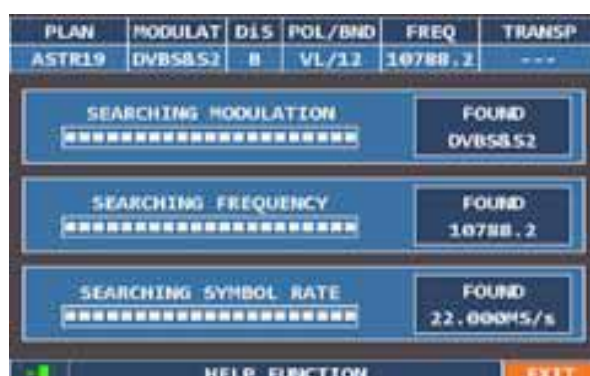 PLAN MODULAT DiS POL/BND FREQ TRANSP
ASTR19 DVBS&S2 B VL/12 10788.2 ---
SEARCHING MODULATION
FOUND
DVBS&S2
SEARCHING FREQUENCY
FOUND
10788.2
SEARCHING SYMBOL RATE
FOUND
22.000MS/s
HELP FUNCTION EXIT